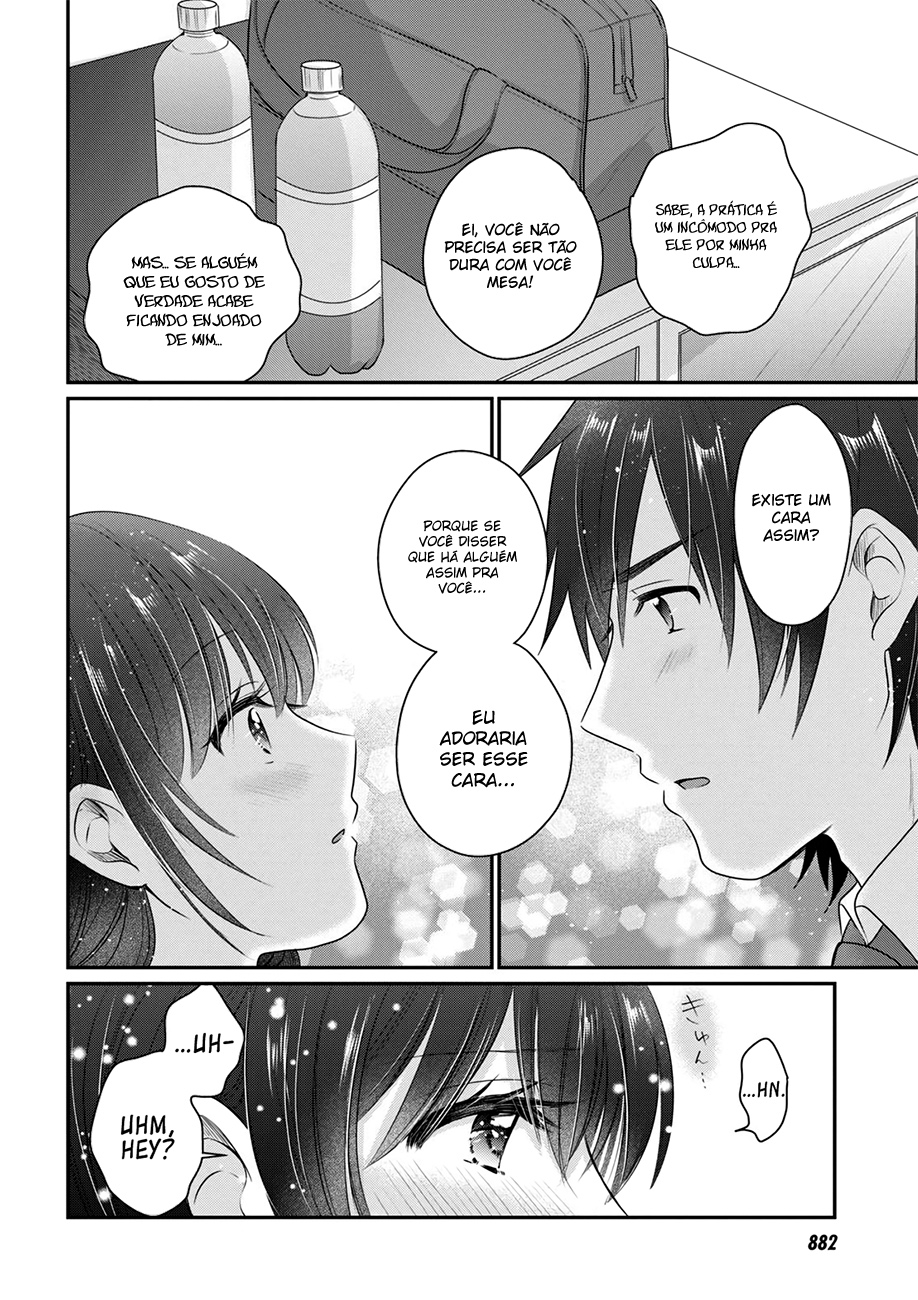 SABE, A PRÁTICA É
UM INCÔMODO PRA
ELE POR MINHA
CULPA...
EI, VOCÊ NÃO
PRECISA SER TÃO
DURA COM VOCÊ
MESA!
MAS... SE ALGUÉM
QUE EU GOSTO DE
VERDADE ACABE
FICANDO ENJOADO
DE MIM...
EXISTE UM
CARA
ASSIM?
PORQUE SE
VOCÊ DISSER
QUE HÁ ALGUÉM
ASSIM PRA
VOCÊ...
EU
ADORARIA
SER ESSE
CARA...
...HN.
きゅん…
...UH-
UHM,
HEY?
882